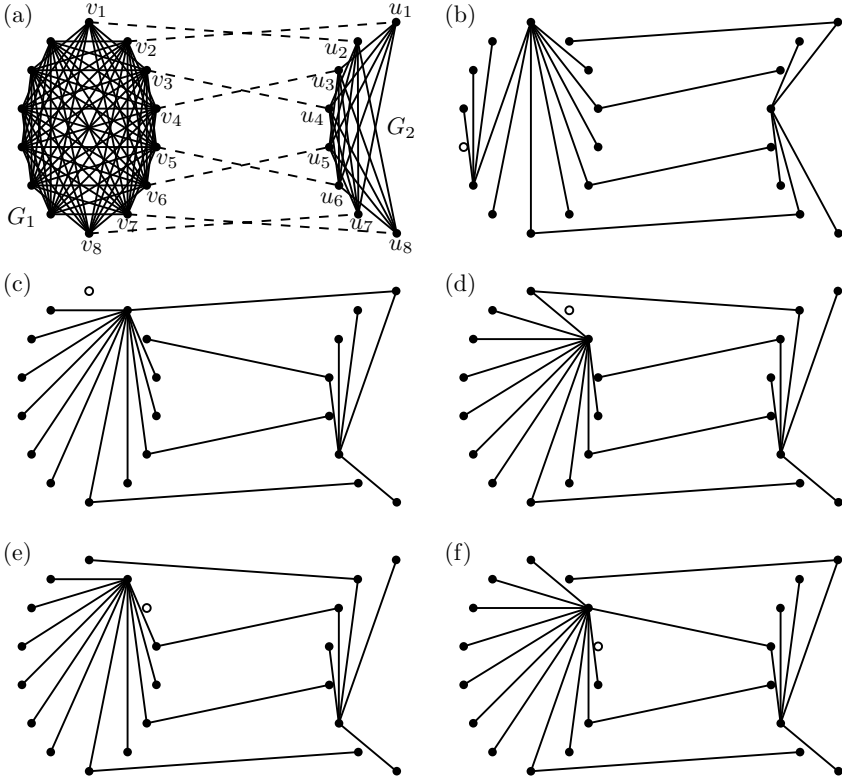 (a)
v₁
v₂
v₃
v₄
v₅
v₆
v₇
v₈
G₁
u₁
u₂
u₃
u₄
u₅
u₆
u₇
u₈
G₂
(b)
(c)
(d)
(e)
(f)